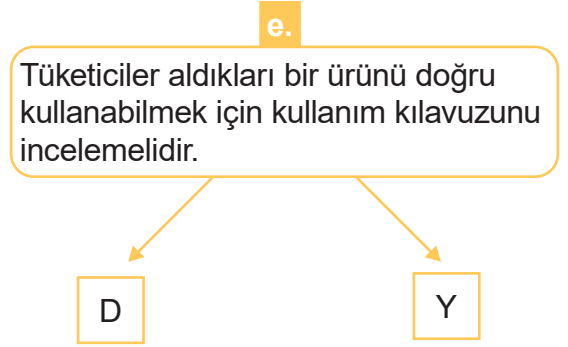 e.
Tüketiciler aldıkları bir ürünü doğru
kullanabilmek için kullanım kılavuzunu
incelemelidir.
D
Y